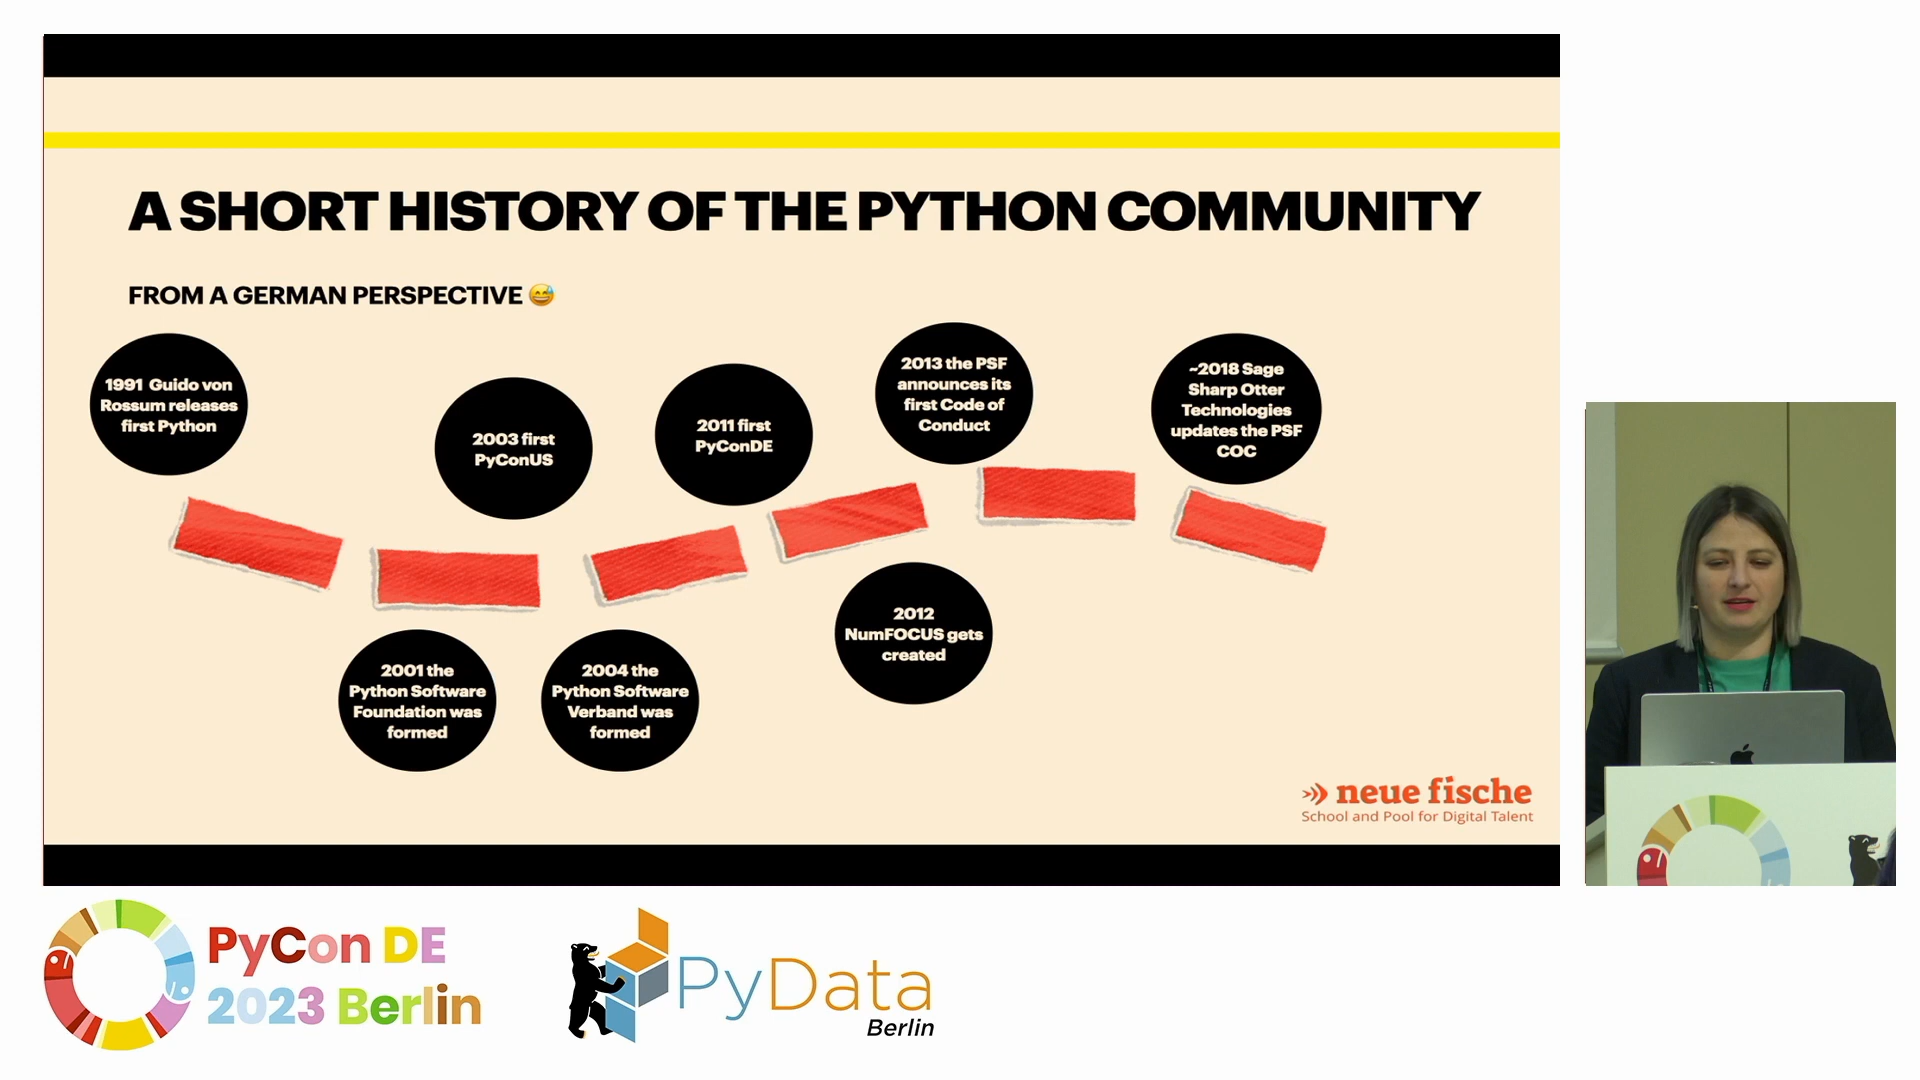 A SHORT HISTORY OF THE PYTHON COMMUNITY
FROM A GERMAN PERSPECTIVE 😅
1991 Guido von
Rossum releases
first Python
2001 the
Python Software
Foundation was
formed
2003 first
PyConUS
2004 the
Python Software
Verband was
formed
2011 first
PyConDE
2012
NumFOCUS gets
created
2013 the PSF
announces its
first Code of
Conduct
~2018 Sage
Sharp Otter
Technologies
updates the PSF
COC
neue fische
School and Pool for Digital Talent
PyCon DE
2023 Berlin
PyData
Berlin